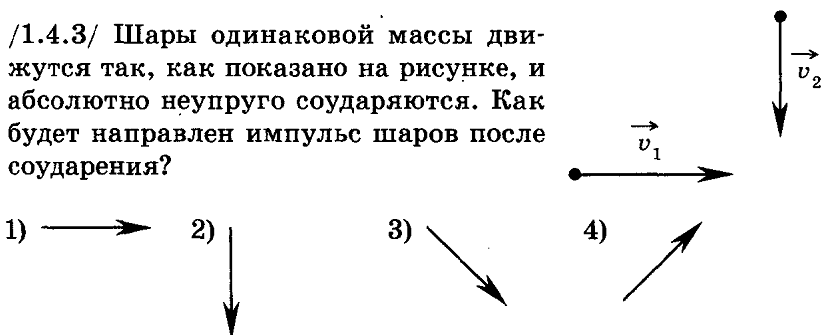 /1.4.3/ Шары одинаковой массы дви-
жутся так, как показано на рисунке, и
абсолютно неупруго соударяются. Как
будет направлен импульс шаров после
соударения?
v₂
v₁
1) 2) 3) 4)